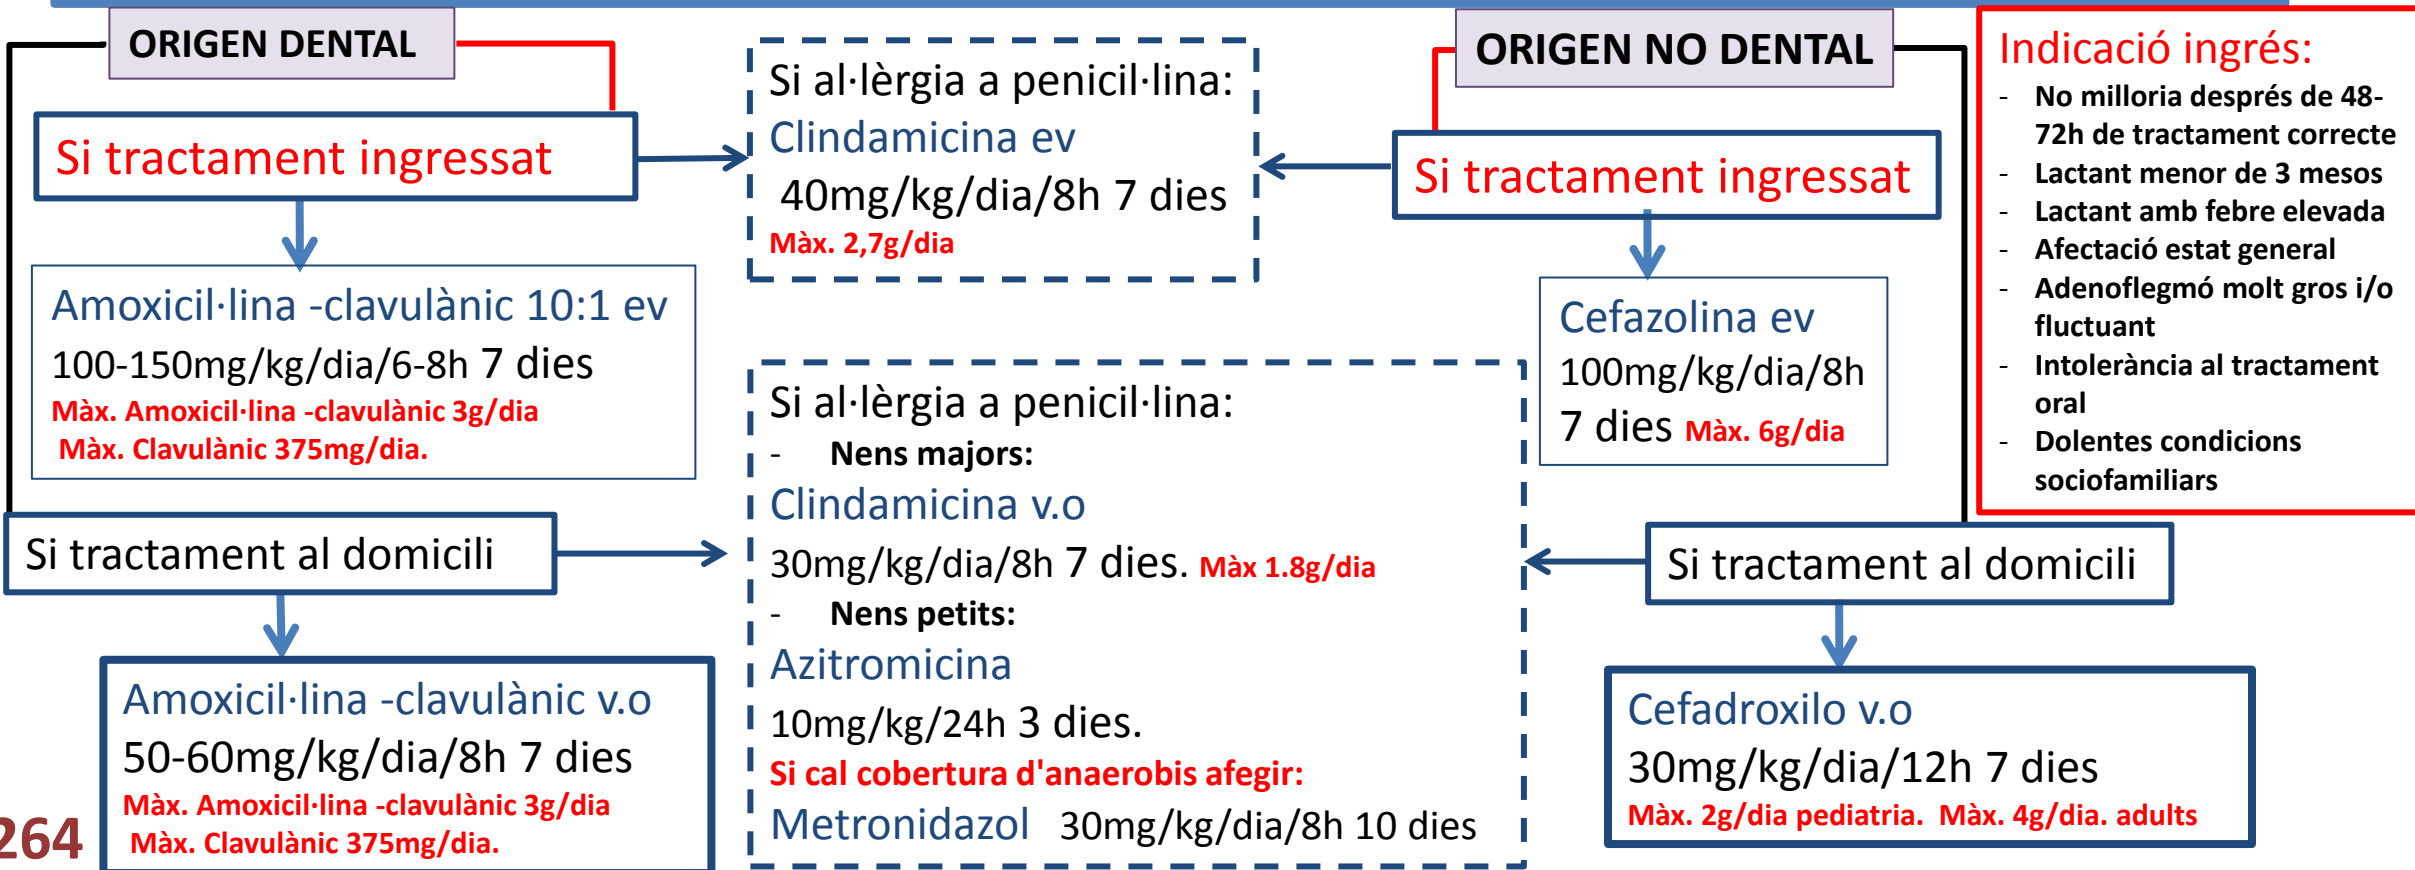 ORIGEN DENTAL
Si tractament ingressat
Amoxicil·lina -clavulànic 10:1 ev
100-150mg/kg/dia/6-8h 7 dies
Màx. Amoxicil·lina -clavulànic 3g/dia
Màx. Clavulànic 375mg/dia.
Si tractament al domicili
Amoxicil·lina -clavulànic v.o
50-60mg/kg/dia/8h 7 dies
Màx. Amoxicil·lina -clavulànic 3g/dia
Màx. Clavulànic 375mg/dia.
264
Si al·lèrgia a penicil·lina:
Clindamicina ev
40mg/kg/dia/8h 7 dies
Màx. 2,7g/dia
Si al·lèrgia a penicil·lina:
- Nens majors:
Clindamicina v.o
30mg/kg/dia/8h 7 dies. Màx 1.8g/dia
- Nens petits:
Azitromicina
10mg/kg/24h 3 dies.
Si cal cobertura d'anaerobis afegir:
Metronidazol 30mg/kg/dia/8h 10 dies
ORIGEN NO DENTAL
Si tractament ingressat
Cefazolina ev
100mg/kg/dia/8h
7 dies Màx. 6g/dia
Si tractament al domicili
Cefadroxilo v.o
30mg/kg/dia/12h 7 dies
Màx. 2g/dia pediatria. Màx. 4g/dia. adults
Indicació ingrés:
- No milloria després de 48-
72h de tractament correcte
- Lactant menor de 3 mesos
- Lactant amb febre elevada
- Afectació estat general
- Adenoflegmó molt gros i/o
fluctuant
- Intolerància al tractament
oral
- Dolentes condicions
sociofamiliars